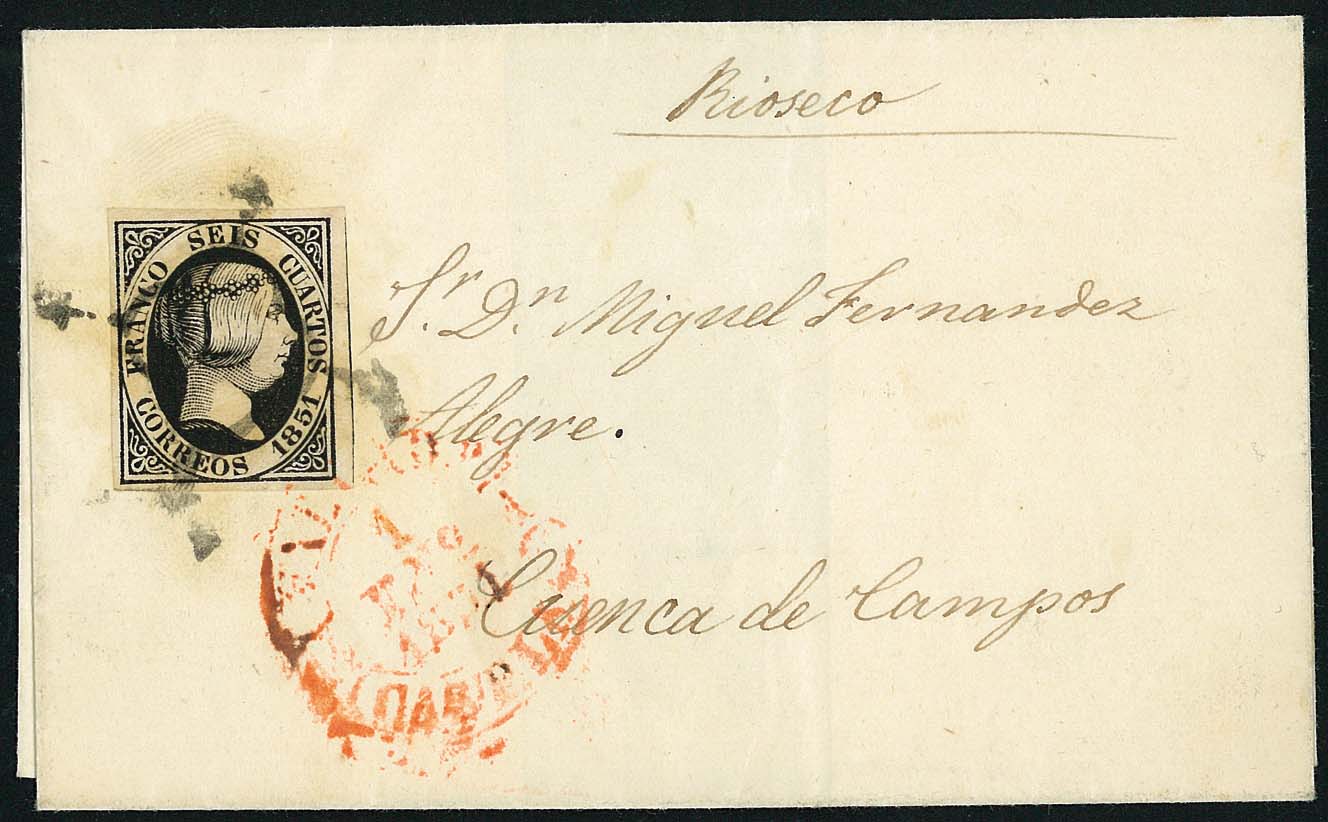 Rioseco
FRANCO SEIS CUARTOS
CORREOS 1851
Sr. Dn. Miguel Fernandez
Alegre.
Cuenca de Campos